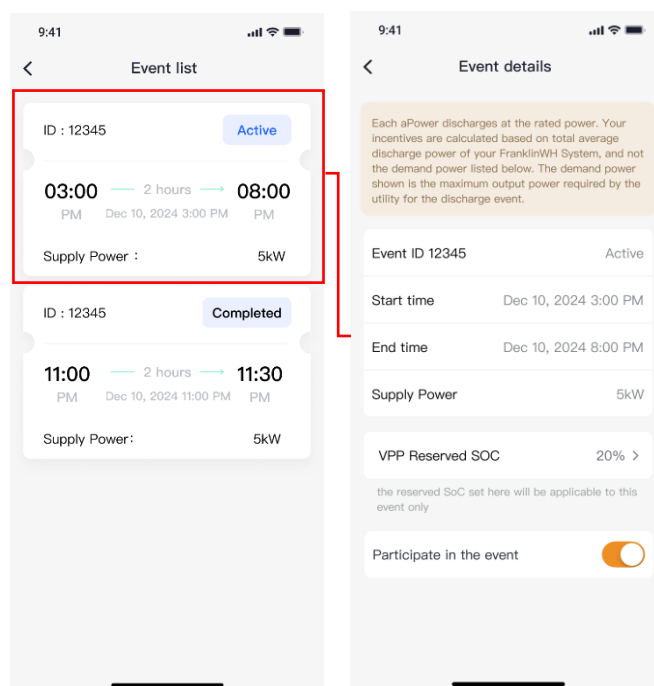 9:41
Event list
ID : 12345
Active
03:00 2 hours 08:00
PM Dec 10, 2024 3:00 PM PM
Supply Power : 5kW
ID : 12345
Completed
11:00 2 hours 11:30
PM Dec 10, 2024 11:00 PM PM
Supply Power: 5kW
9:41
Event details
Each aPower discharges at the rated power. Your
incentives are calculated based on total average
discharge power of your FranklinWH System, and not
the demand power listed below. The demand power
shown is the maximum output power required by the
utility for the discharge event.
Event ID 12345 Active
Start time Dec 10, 2024 3:00 PM
End time Dec 10, 2024 8:00 PM
Supply Power 5kW
VPP Reserved SOC 20% >
the reserved SoC set here will be applicable to this
event only
Participate in the event